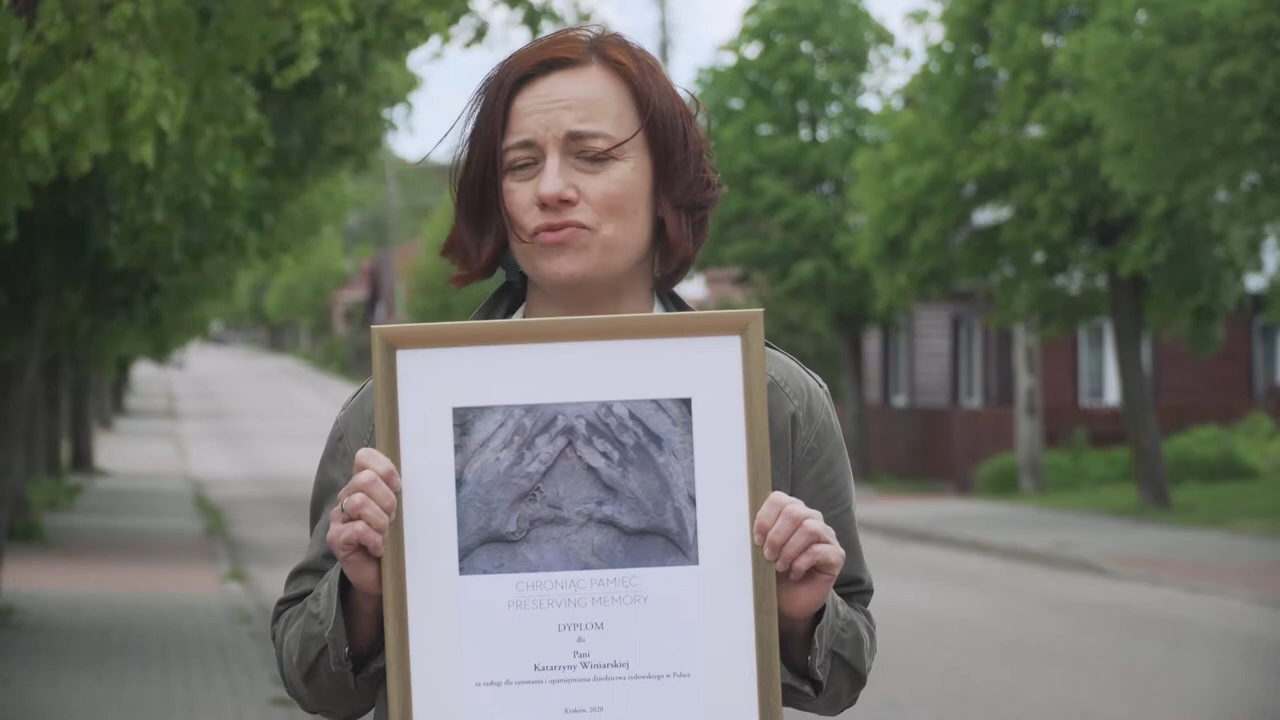 CHRONIĄC PAMIĘĆ
PRESERVING MEMORY
DYPLOM
dla
Pani
Katarzyny Winiarskiej
za zasługi dla ratowania i upamiętniania dziedzictwa żydowskiego w Polsce
Kraków, 2020